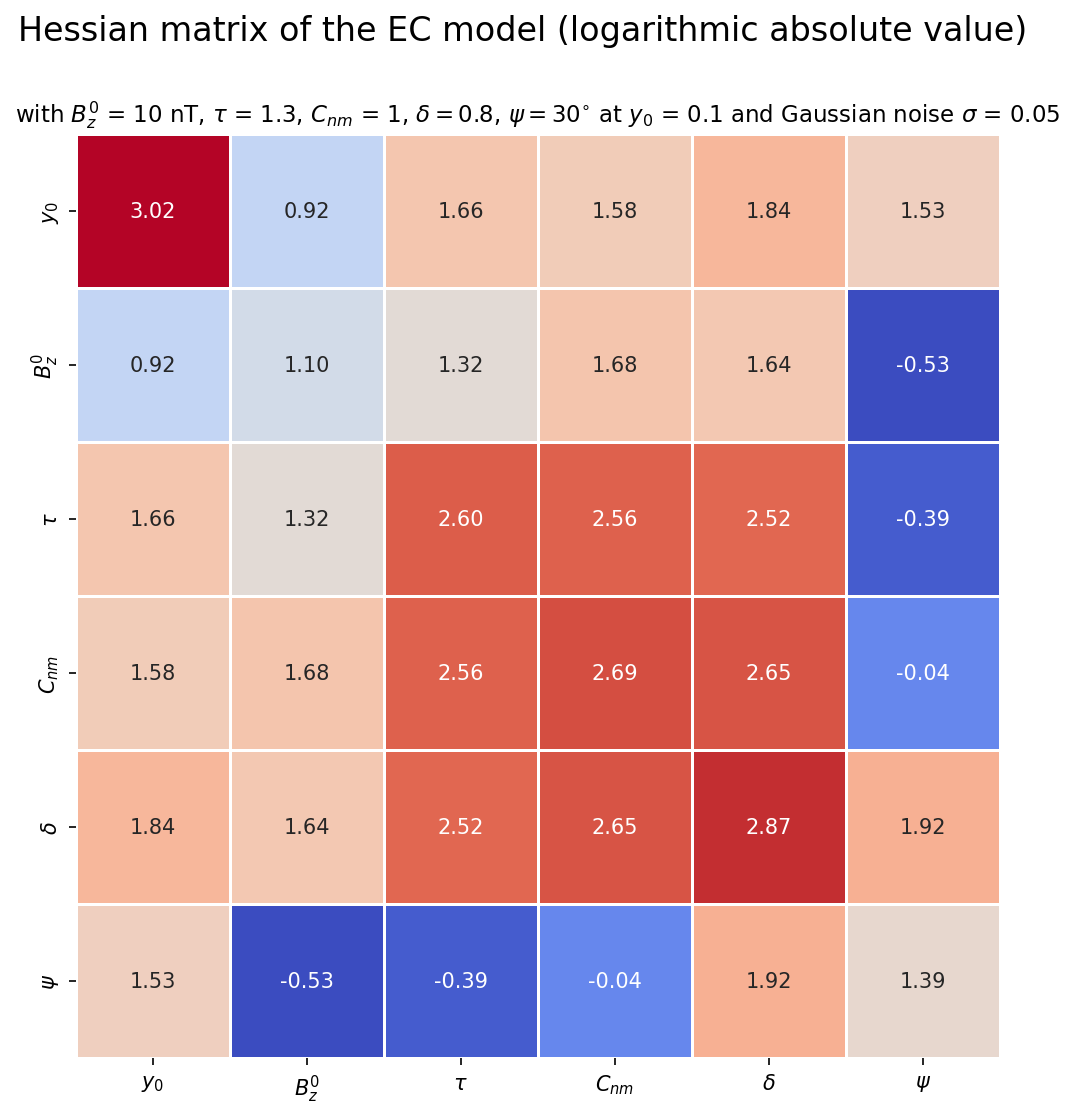 Hessian matrix of the EC model (logarithmic absolute value)
with $B_z^0$ = 10 nT, $\tau$ = 1.3, $C_{nm}$ = 1, $\delta = 0.8$, $\psi = 30^\circ$ at $y_0$ = 0.1 and Gaussian noise $\sigma$ = 0.05
$y_0$ 3.02 0.92 1.66 1.58 1.84 1.53
$B_z^0$ 0.92 1.10 1.32 1.68 1.64 -0.53
$\tau$ 1.66 1.32 2.60 2.56 2.52 -0.39
$C_{nm}$ 1.58 1.68 2.56 2.69 2.65 -0.04
$\delta$ 1.84 1.64 2.52 2.65 2.87 1.92
$\psi$ 1.53 -0.53 -0.39 -0.04 1.92 1.39
$y_0$ $B_z^0$ $\tau$ $C_{nm}$ $\delta$ $\psi$